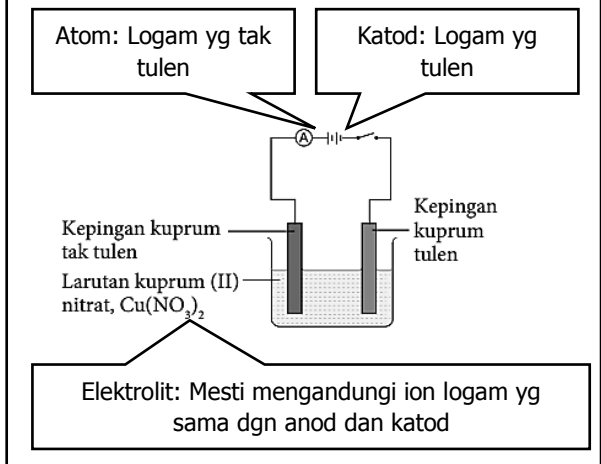 Atom: Logam yg tak
tulen
Katod: Logam yg
tulen
A
Kepingan kuprum
tak tulen
Kepingan
kuprum
tulen
Larutan kuprum (II)
nitrat, Cu(NO₃)₂
Elektrolit: Mesti mengandungi ion logam yg
sama dgn anod dan katod